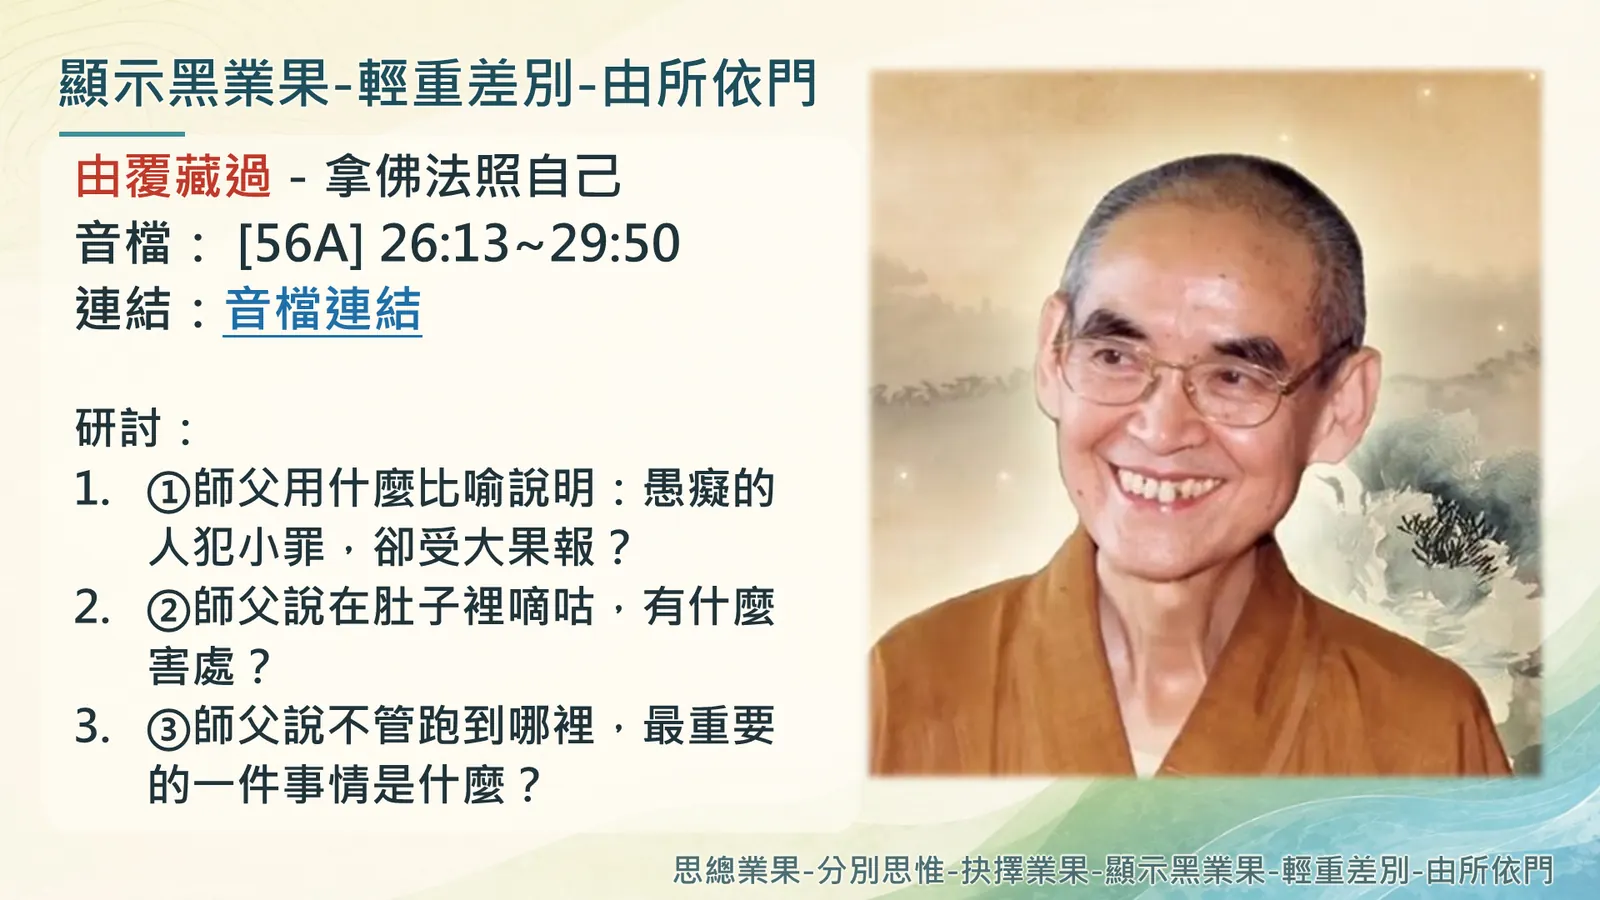 顯示黑業果-輕重差別-由所依門
由覆藏過 - 拿佛法照自己
音檔： [56A] 26:13~29:50
連結：音檔連結
研討：
1. ①師父用什麼比喻說明：愚癡的
人犯小罪，卻受大果報？
2. ②師父說在肚子裡嘀咕，有什麼
害處？
3. ③師父說不管跑到哪裡，最重要
的一件事情是什麼？
思總業果-分別思惟-抉擇業果-顯示黑業果-輕重差別-由所依門